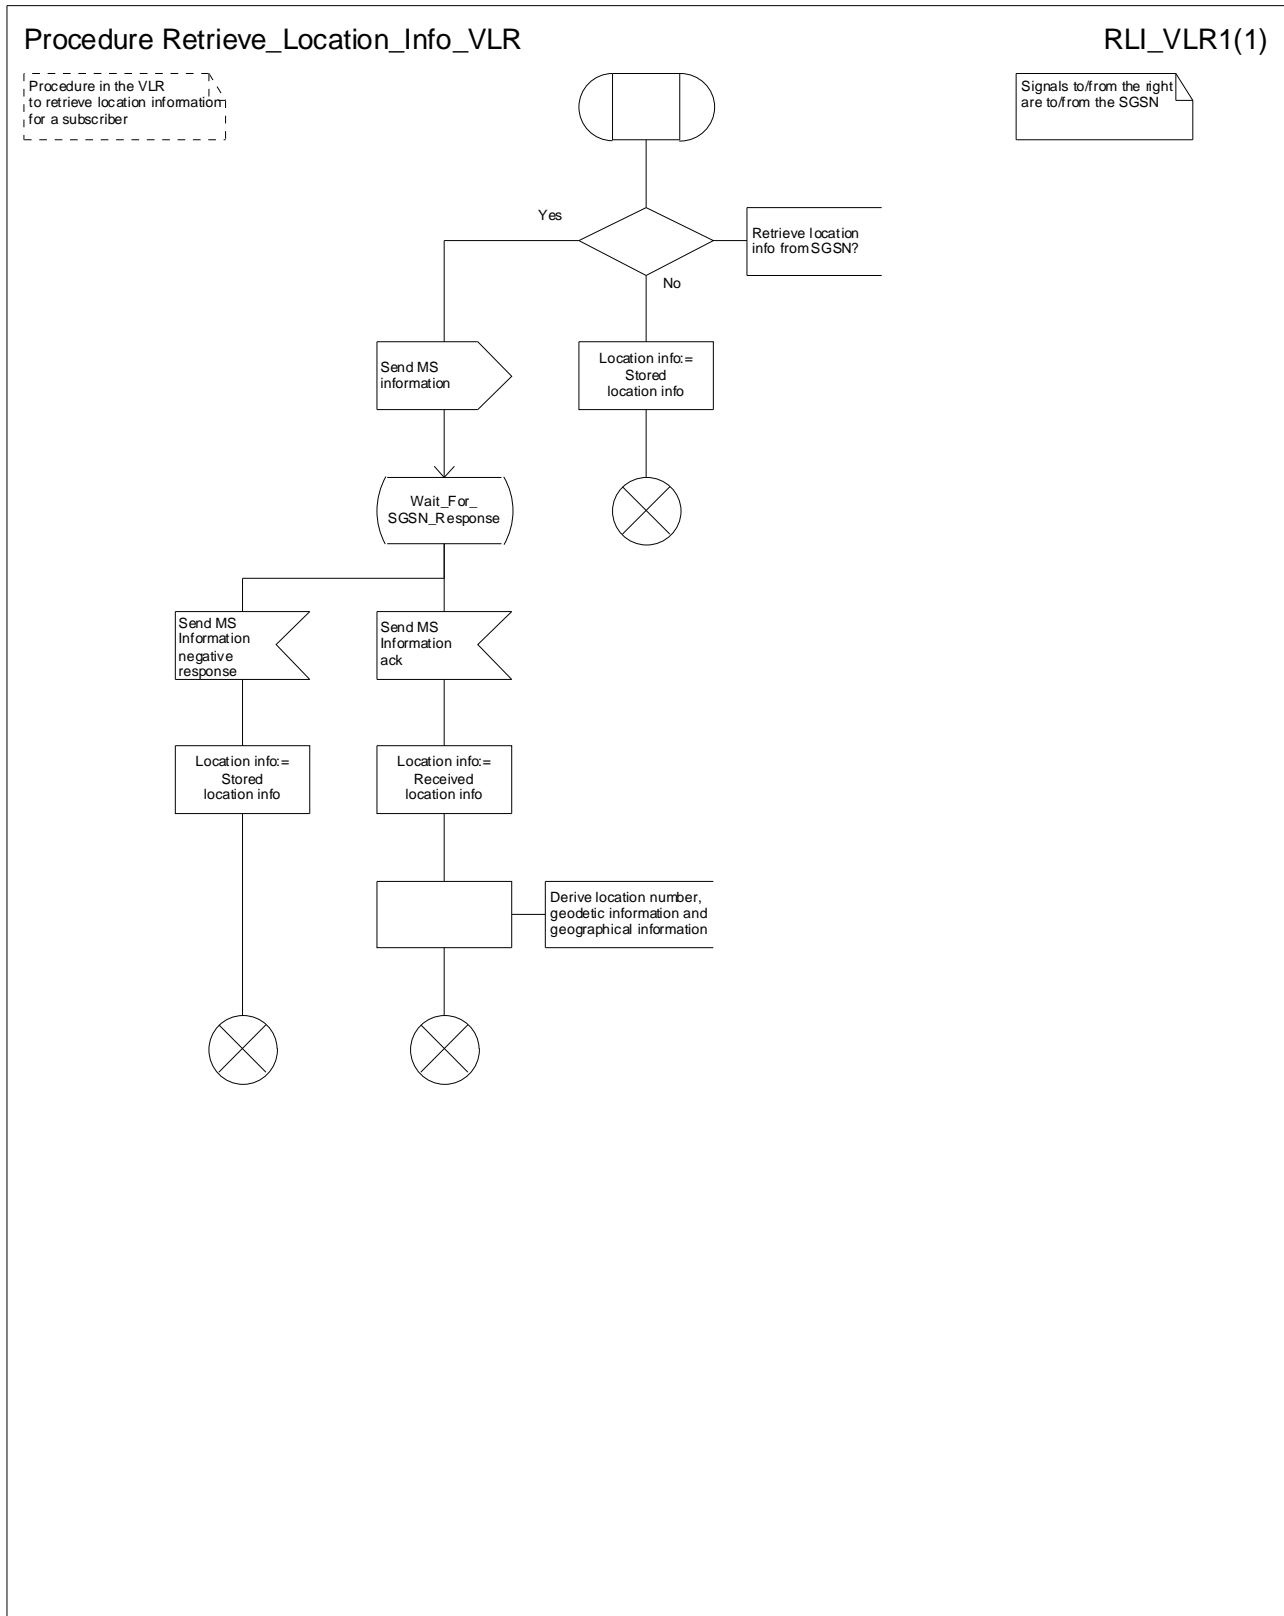 Procedure Retrieve_Location_Info_VLR
RLI_VLR1(1)
Procedure in the VLR
to retrieve location information
for a subscriber
Signals to/from the right
are to/from the SGSN
Yes
Retrieve location
info from SGSN?
No
Send MS
information
Location info:=
Stored
location info
Wait_For_
SGSN_Response
Send MS
Information
negative
response
Send MS
Information
ack
Location info:=
Stored
location info
Location info:=
Received
location info
Derive location number,
geodetic information and
geographical information